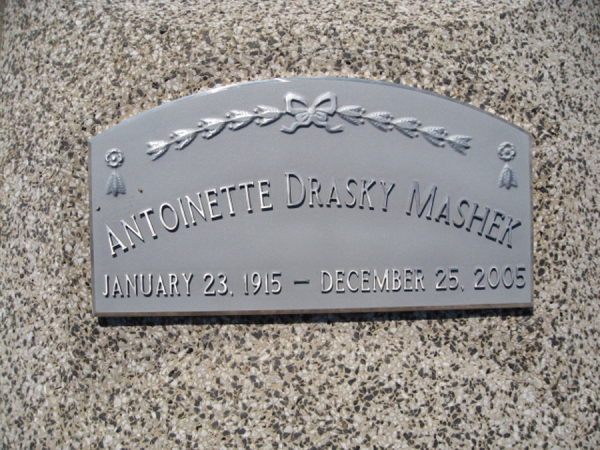 Antoinette Drasky Mashek
January 23, 1915 – December 25, 2005